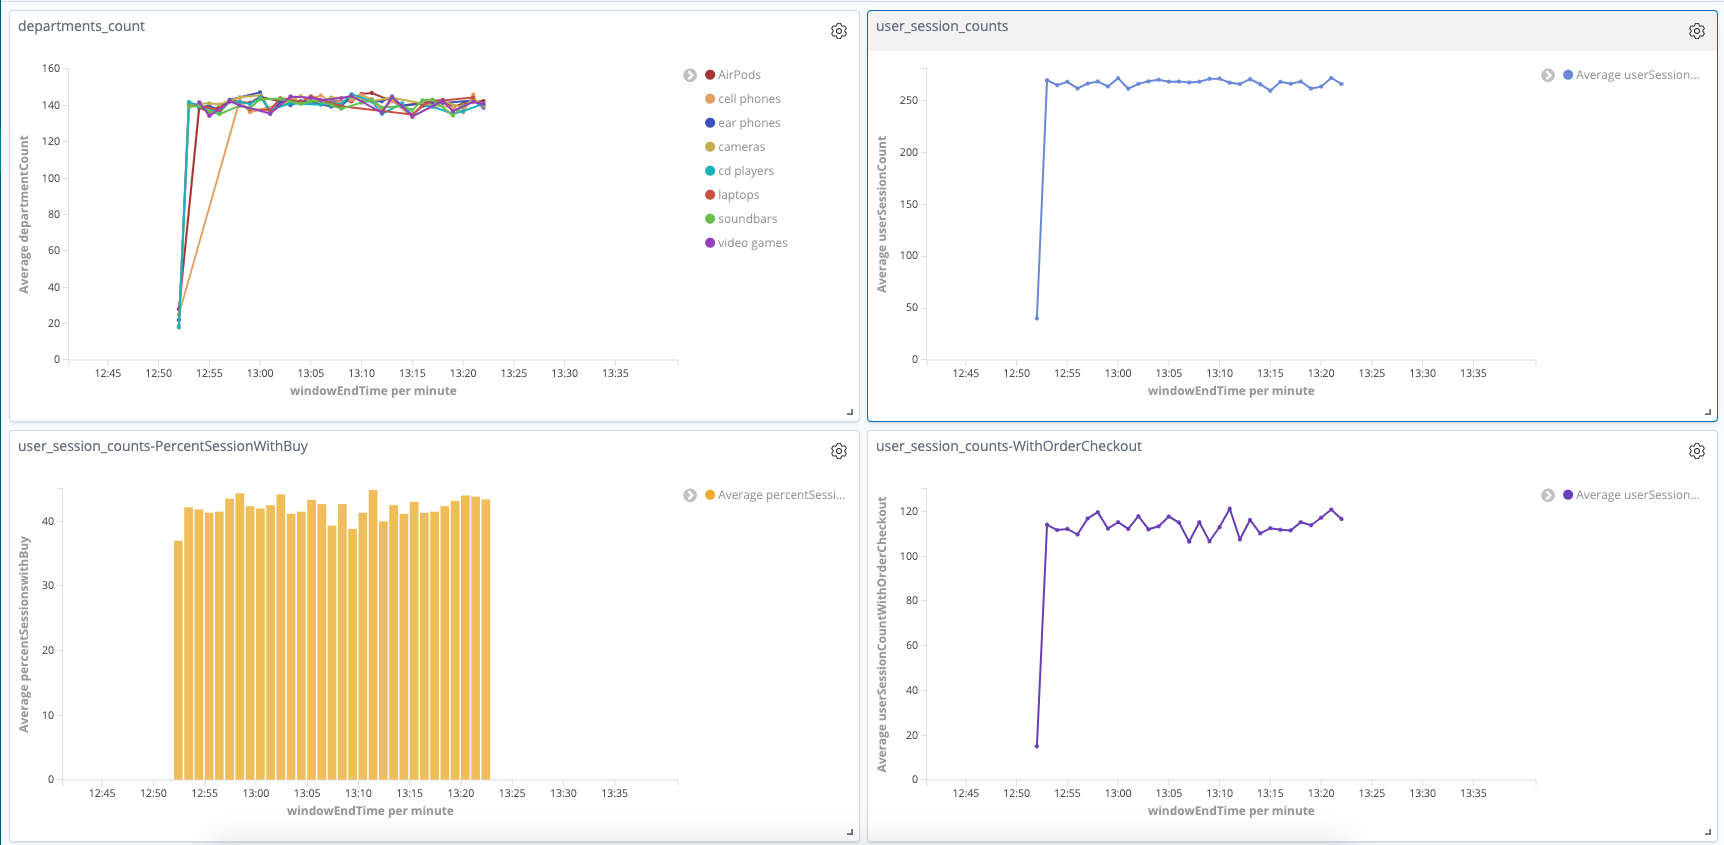 departments_count
160
140
120
100
80
60
40
20
0
Average departmentCount
12:45 12:50 12:55 13:00 13:05 13:10 13:15 13:20 13:25 13:30 13:35
windowEndTime per minute
AirPods
cell phones
ear phones
cameras
cd players
laptops
soundbars
video games
user_session_counts
250
200
150
100
50
0
Average userSessionCount
12:45 12:50 12:55 13:00 13:05 13:10 13:15 13:20 13:25 13:30 13:35
windowEndTime per minute
Average userSession...
user_session_counts-PercentSessionWithBuy
40
30
20
10
0
Average percentSessionswithBuy
12:45 12:50 12:55 13:00 13:05 13:10 13:15 13:20 13:25 13:30 13:35
windowEndTime per minute
Average percentSessi...
user_session_counts-WithOrderCheckout
120
100
80
60
40
20
0
Average userSessionCountWithOrderCheckout
12:45 12:50 12:55 13:00 13:05 13:10 13:15 13:20 13:25 13:30 13:35
windowEndTime per minute
Average userSession...